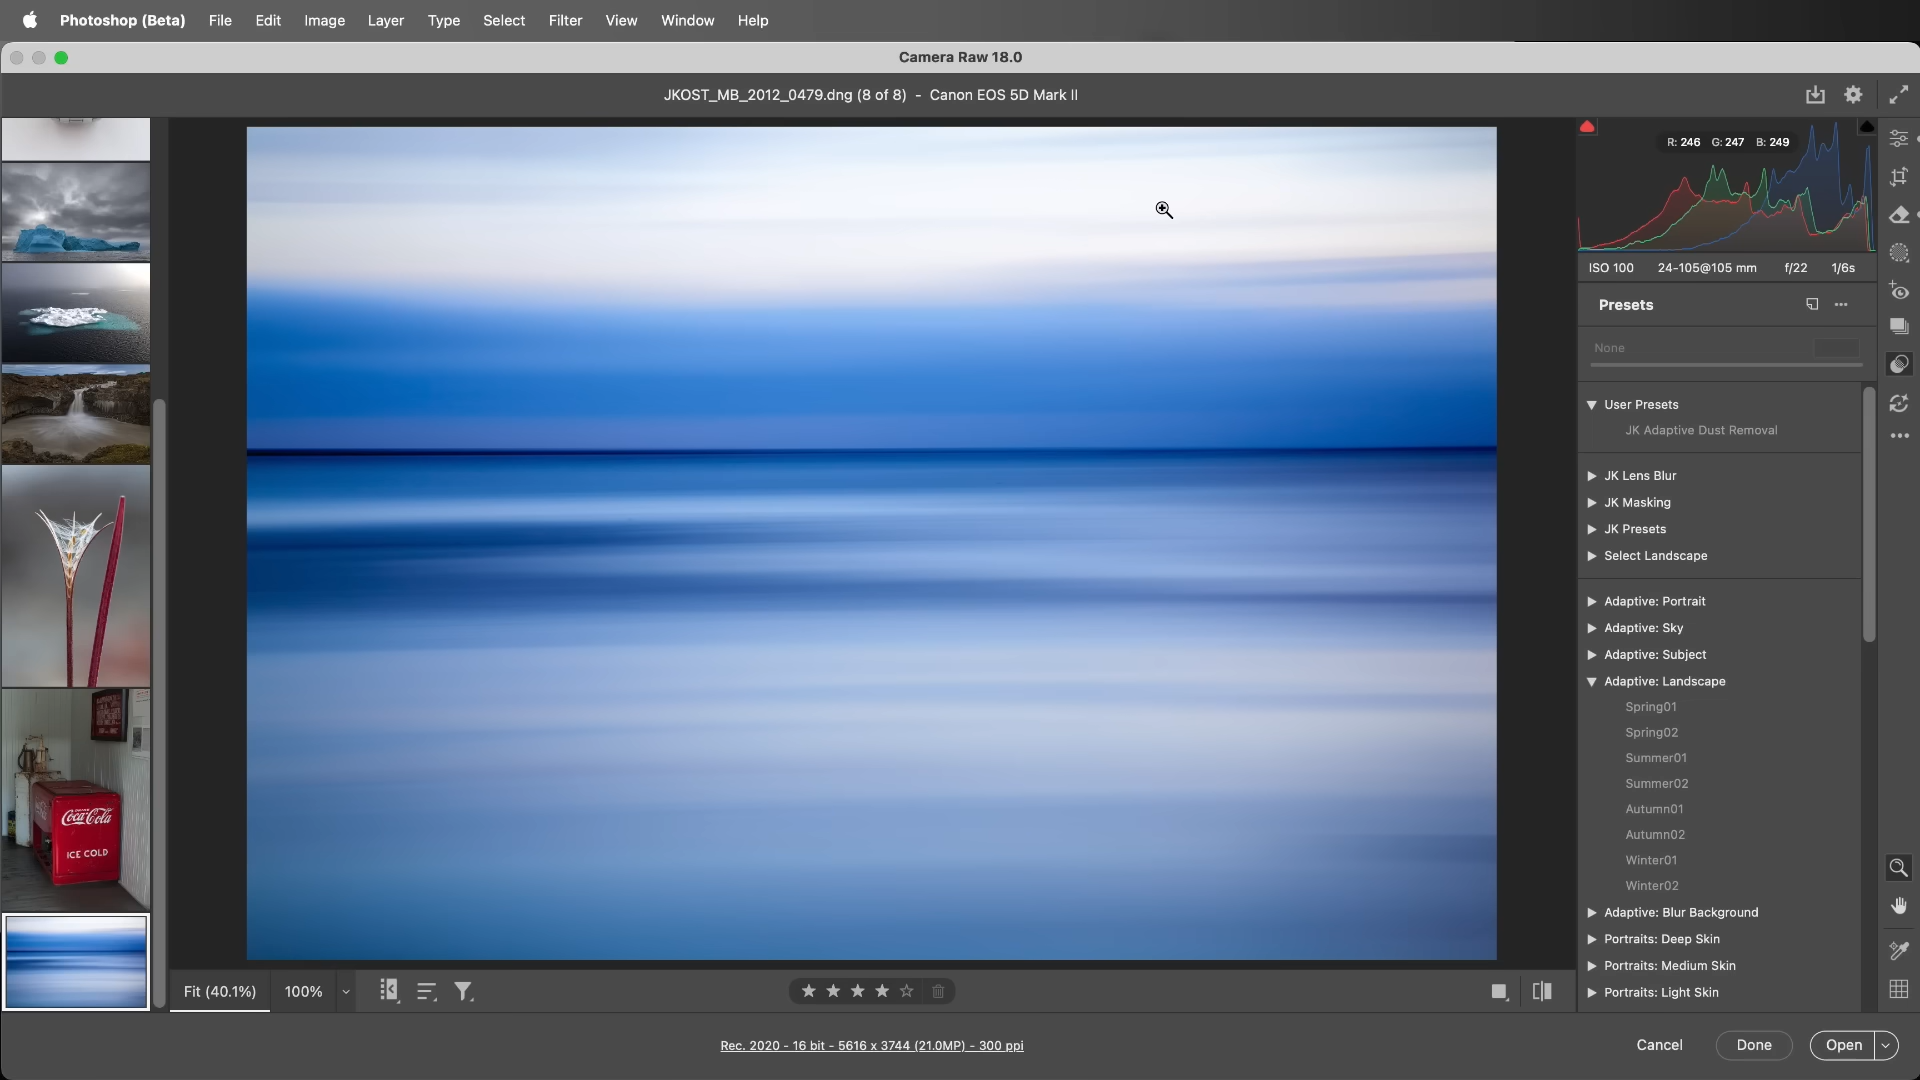 Photoshop (Beta) File Edit Image Layer Type Select Filter View Window Help
Camera Raw 18.0
JKOST_MB_2012_0479.dng (8 of 8) - Canon EOS 5D Mark II
R: 246 G: 247 B: 249
ISO 100 24-105@105 mm f/22 1/6s
Presets
None
User Presets
JK Adaptive Dust Removal
JK Lens Blur
JK Masking
JK Presets
Select Landscape
Adaptive: Portrait
Adaptive: Sky
Adaptive: Subject
Adaptive: Landscape
Spring01
Spring02
Summer01
Summer02
Autumn01
Autumn02
Winter01
Winter02
Adaptive: Blur Background
Portraits: Deep Skin
Portraits: Medium Skin
Portraits: Light Skin
Coca-Cola
ICE COLD
Fit (40.1%) 100%
Rec. 2020 - 16 bit - 5616 x 3744 (21.0MP) - 300 ppi
Cancel Done Open